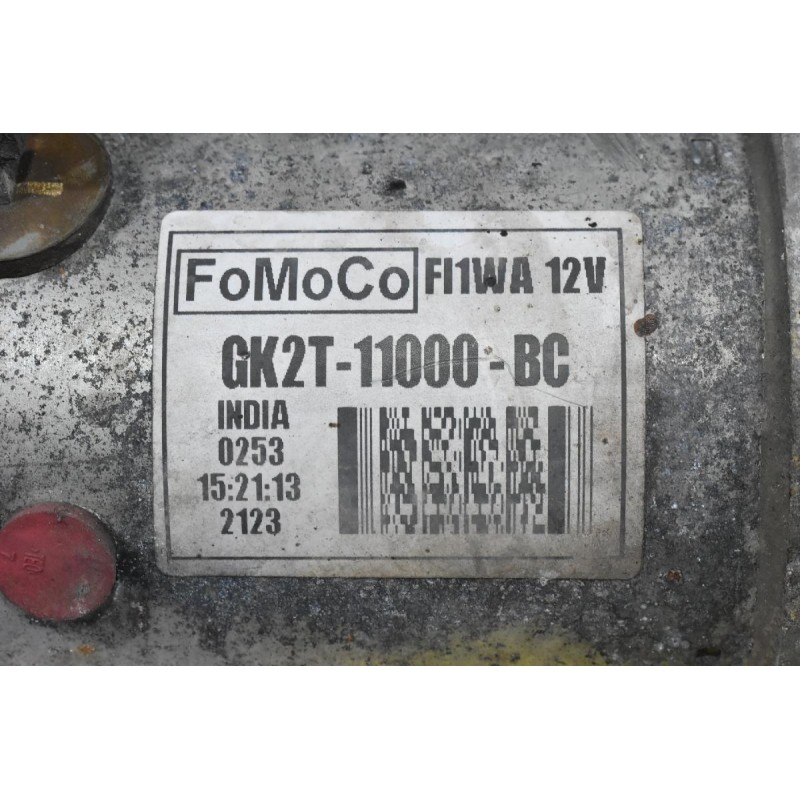 FoMoCo FI1WA 12V
GK2T-11000-BC
INDIA
0253
15:21:13
2123